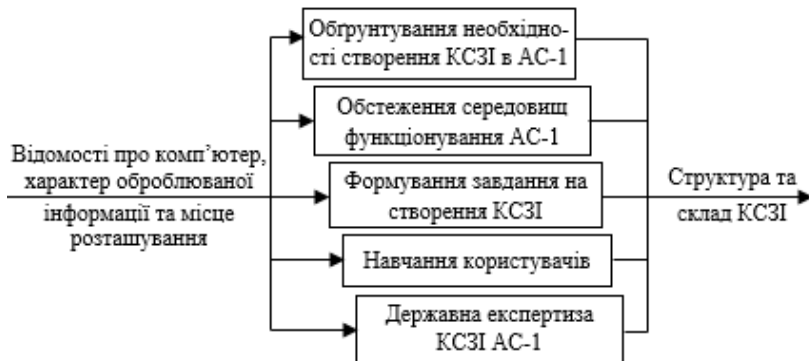 Обґрунтування необхідно-
сті створення КСЗІ в АС-1
Обстеження середовищ
функціонування АС-1
Відомості про комп’ютер,
характер оброблюваної
інформації та місце
розташування
Формування завдання на
створення КСЗІ
Структура та
склад КСЗІ
Навчання користувачів
Державна експертиза
КСЗІ АС-1